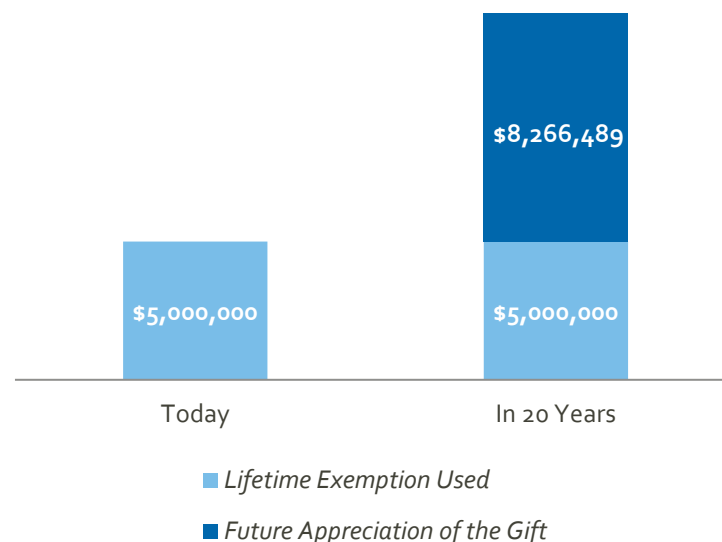 $8,266,489
$5,000,000 $5,000,000
Today In 20 Years
Lifetime Exemption Used
Future Appreciation of the Gift